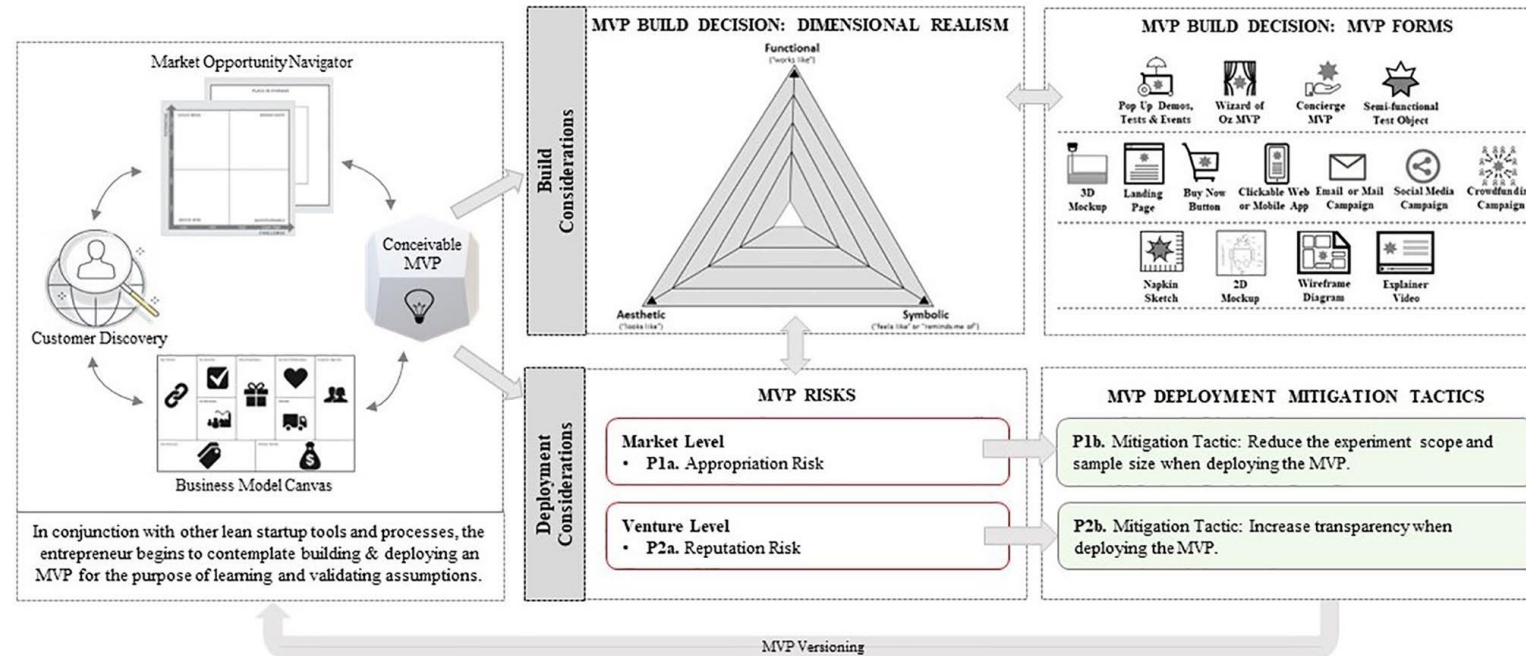 Market Opportunity Navigator
Conceivable
MVP
Customer Discovery
Business Model Canvas
In conjunction with other lean startup tools and processes, the
entrepreneur begins to contemplate building & deploying an
MVP for the purpose of learning and validating assumptions.
Build
Considerations
MVP BUILD DECISION: DIMENSIONAL REALISM
Functional
("works like")
Aesthetic
("looks like")
Symbolic
("feels like" or "reminds me of")
MVP BUILD DECISION: MVP FORMS
Pop Up Demos,
Tests & Events
Wizard of
Oz MVP
Concierge
MVP
Semi-functional
Test Object
3D
Mockup
Landing
Page
Buy Now
Button
Clickable Web
or Mobile App
Email or Mail
Campaign
Social Media
Campaign
Crowdfundin
Campaign
Napkin
Sketch
2D
Mockup
Wireframe
Diagram
Explainer
Video
Deployment
Considerations
MVP RISKS
Market Level
• P1a. Appropriation Risk
Venture Level
• P2a. Reputation Risk
MVP DEPLOYMENT MITIGATION TACTICS
P1b. Mitigation Tactic: Reduce the experiment scope and
sample size when deploying the MVP.
P2b. Mitigation Tactic: Increase transparency when
deploying the MVP.
MVP Versioning